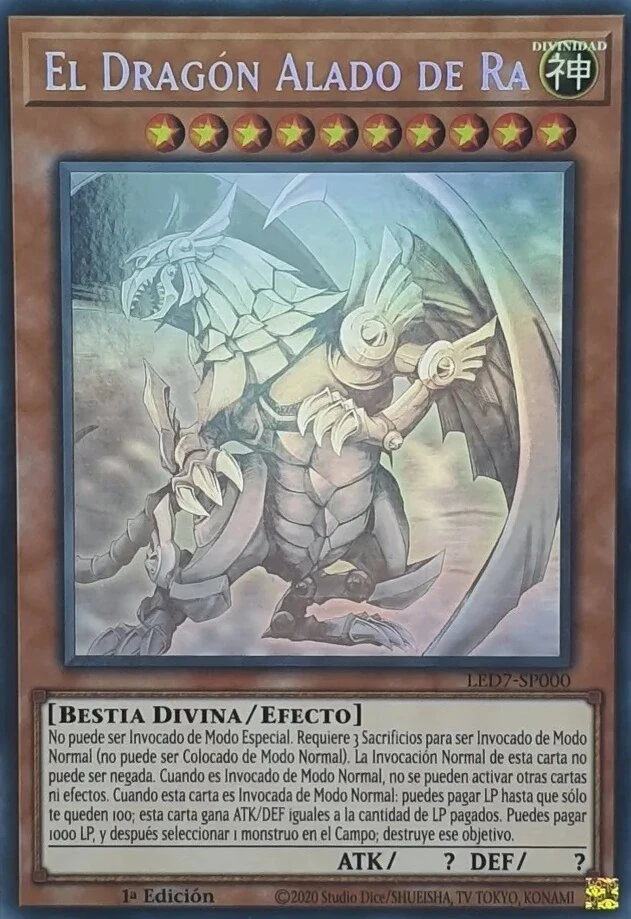 EL DRAGÓN ALADO DE RA
DIVINIDAD
神
LED7-SP000
[BESTIA DIVINA/EFECTO]
No puede ser Invocado de Modo Especial. Requiere 3 Sacrificios para ser Invocado de Modo
Normal (no puede ser Colocado de Modo Normal). La Invocación Normal de esta carta no
puede ser negada. Cuando es Invocado de Modo Normal, no se pueden activar otras cartas
ni efectos. Cuando esta carta es Invocada de Modo Normal: puedes pagar LP hasta que sólo
te queden 100; esta carta gana ATK/DEF iguales a la cantidad de LP pagados. Puedes pagar
1000 LP, y después seleccionar 1 monstruo en el Campo; destruye ese objetivo.
ATK/ ? DEF/ ?
1ª Edición ©2020 Studio Dice/SHUEISHA, TV TOKYO, KONAMI